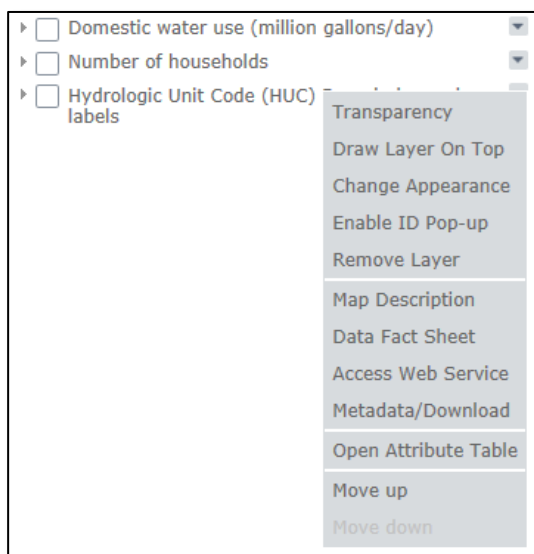 Domestic water use (million gallons/day)
Number of households
Hydrologic Unit Code (HUC)
labels
Transparency
Draw Layer On Top
Change Appearance
Enable ID Pop-up
Remove Layer
Map Description
Data Fact Sheet
Access Web Service
Metadata/Download
Open Attribute Table
Move up
Move down